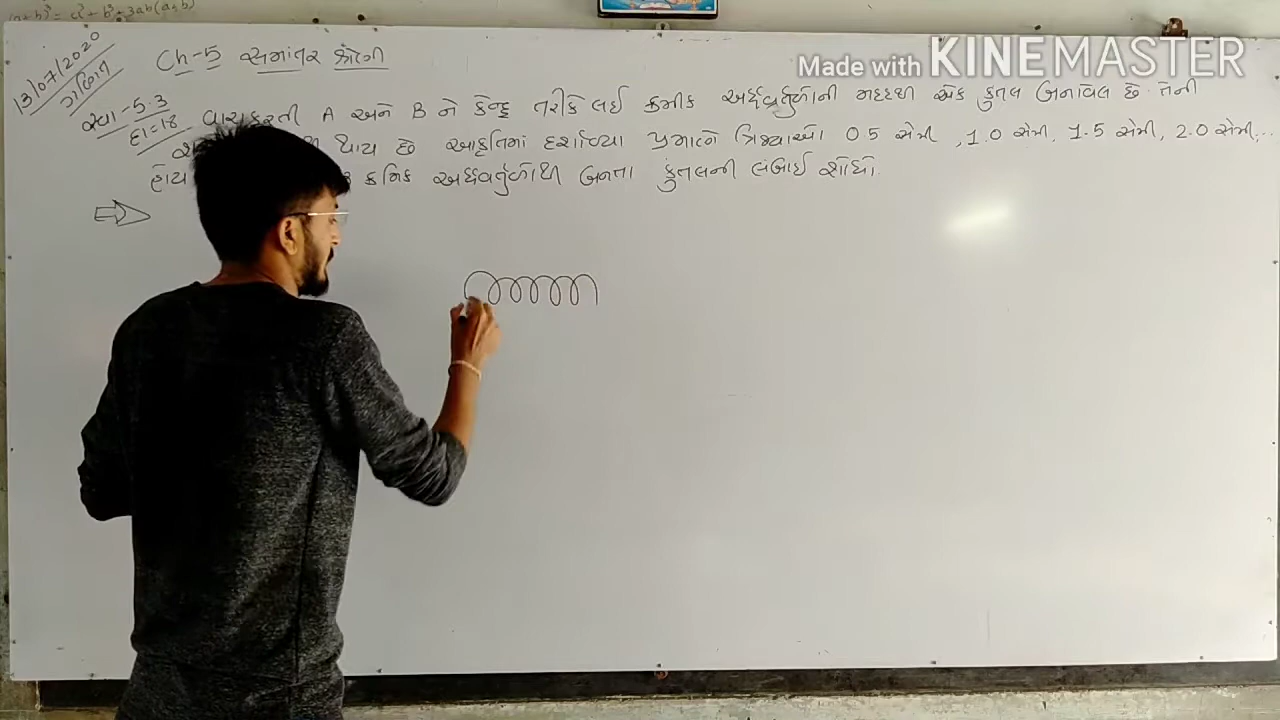 (a+b)³ = a³ + b³ + 3ab(a+b)
Made with KINEMASTER
13/07/2020
ગણિત
Ch-5 સમાંતર શ્રેણી
સ્વા-5.3
દા=18
વારાફરતી A અને B ને કેન્દ્ર તરીકે લઈ ક્રમીક અર્ધવર્તુળોની મદદથી એક કુંતલ બનાવેલ છે. તેની
થાય છે આકૃતિમાં દર્શાવ્યા પ્રમાણે ત્રિજ્યાઓ 0.5 સેમી, 1.0 સેમી, 1.5 સેમી, 2.0 સેમી,...
હોય ક્રમિક અર્ધવર્તુળોથી બનતા કુંતલની લંબાઈ શોધો.